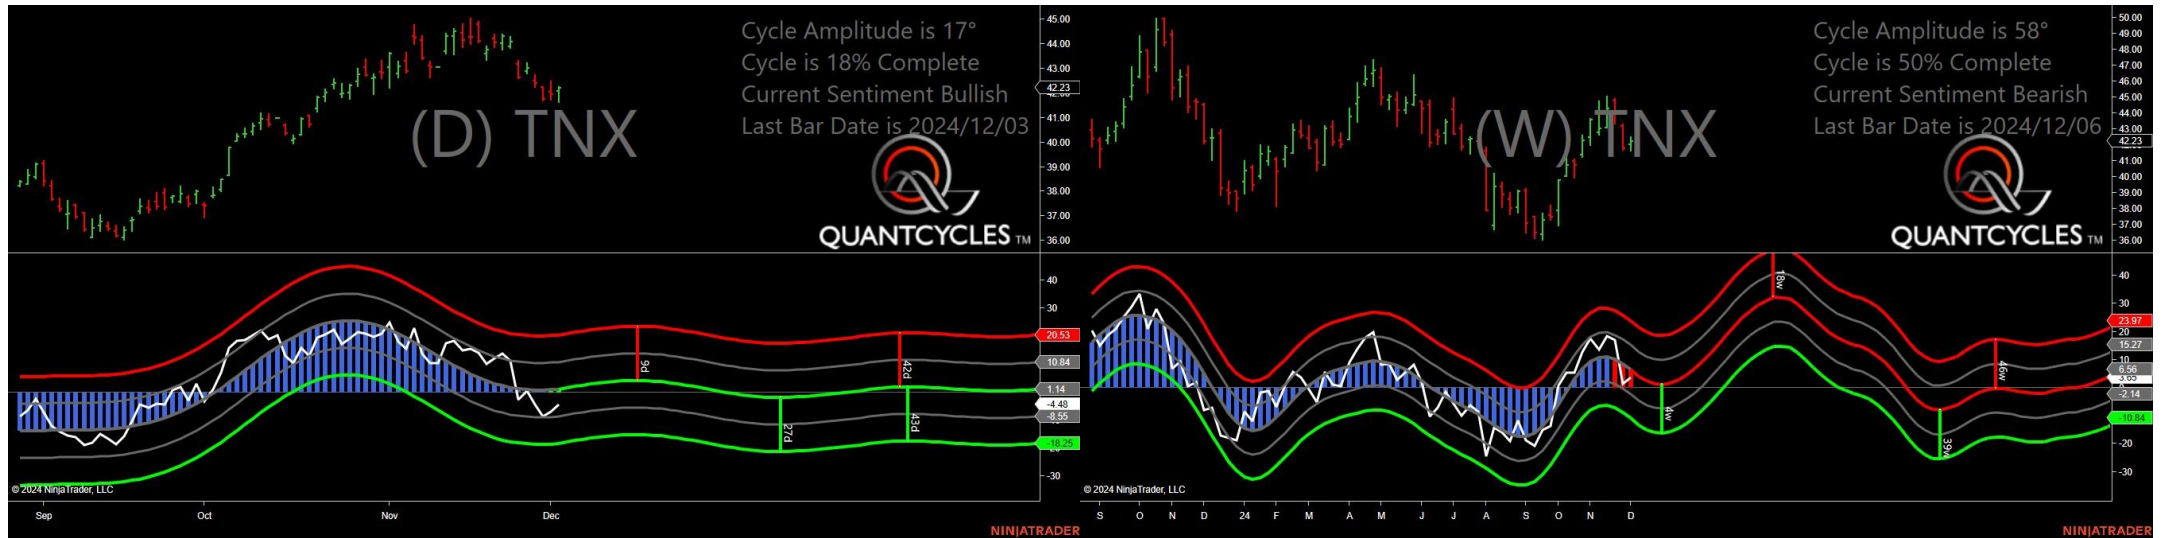 Cycle Amplitude is 17°
Cycle is 18% Complete
Current Sentiment Bullish
Last Bar Date is 2024/12/03
(D) TNX
QUANTCYCLES TM
45.00
44.00
43.00
42.23
41.00
40.00
39.00
38.00
37.00
36.00
40
30
20.53
10.84
1.14
-4.48
-8.55
-18.25
-30
9d
27d
42d
43d
© 2024 NinjaTrader, LLC
Sep Oct Nov Dec
NINJATRADER
Cycle Amplitude is 58°
Cycle is 50% Complete
Current Sentiment Bearish
Last Bar Date is 2024/12/06
(W) TNX
QUANTCYCLES TM
50.00
49.00
48.00
47.00
46.00
45.00
44.00
43.00
42.23
41.00
40.00
39.00
38.00
37.00
36.00
40
30
23.97
20
15.27
10
6.56
3.65
-2.14
-10.84
-20
-30
4w
18w
39w
46w
© 2024 NinjaTrader, LLC
S O N D 24 F M A M J J A S O N D
NINJATRADER